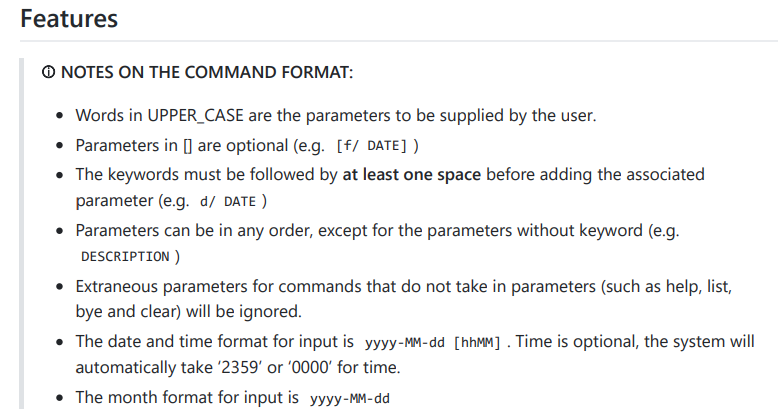 Features
ⓘ NOTES ON THE COMMAND FORMAT:
• Words in UPPER_CASE are the parameters to be supplied by the user.
• Parameters in [] are optional (e.g. [f/ DATE] )
• The keywords must be followed by at least one space before adding the associated
parameter (e.g. d/ DATE )
• Parameters can be in any order, except for the parameters without keyword (e.g.
DESCRIPTION )
• Extraneous parameters for commands that do not take in parameters (such as help, list,
bye and clear) will be ignored.
• The date and time format for input is yyyy-MM-dd [hhMM] . Time is optional, the system will
automatically take ‘2359’ or ‘0000’ for time.
• The month format for input is yyyy-MM-dd